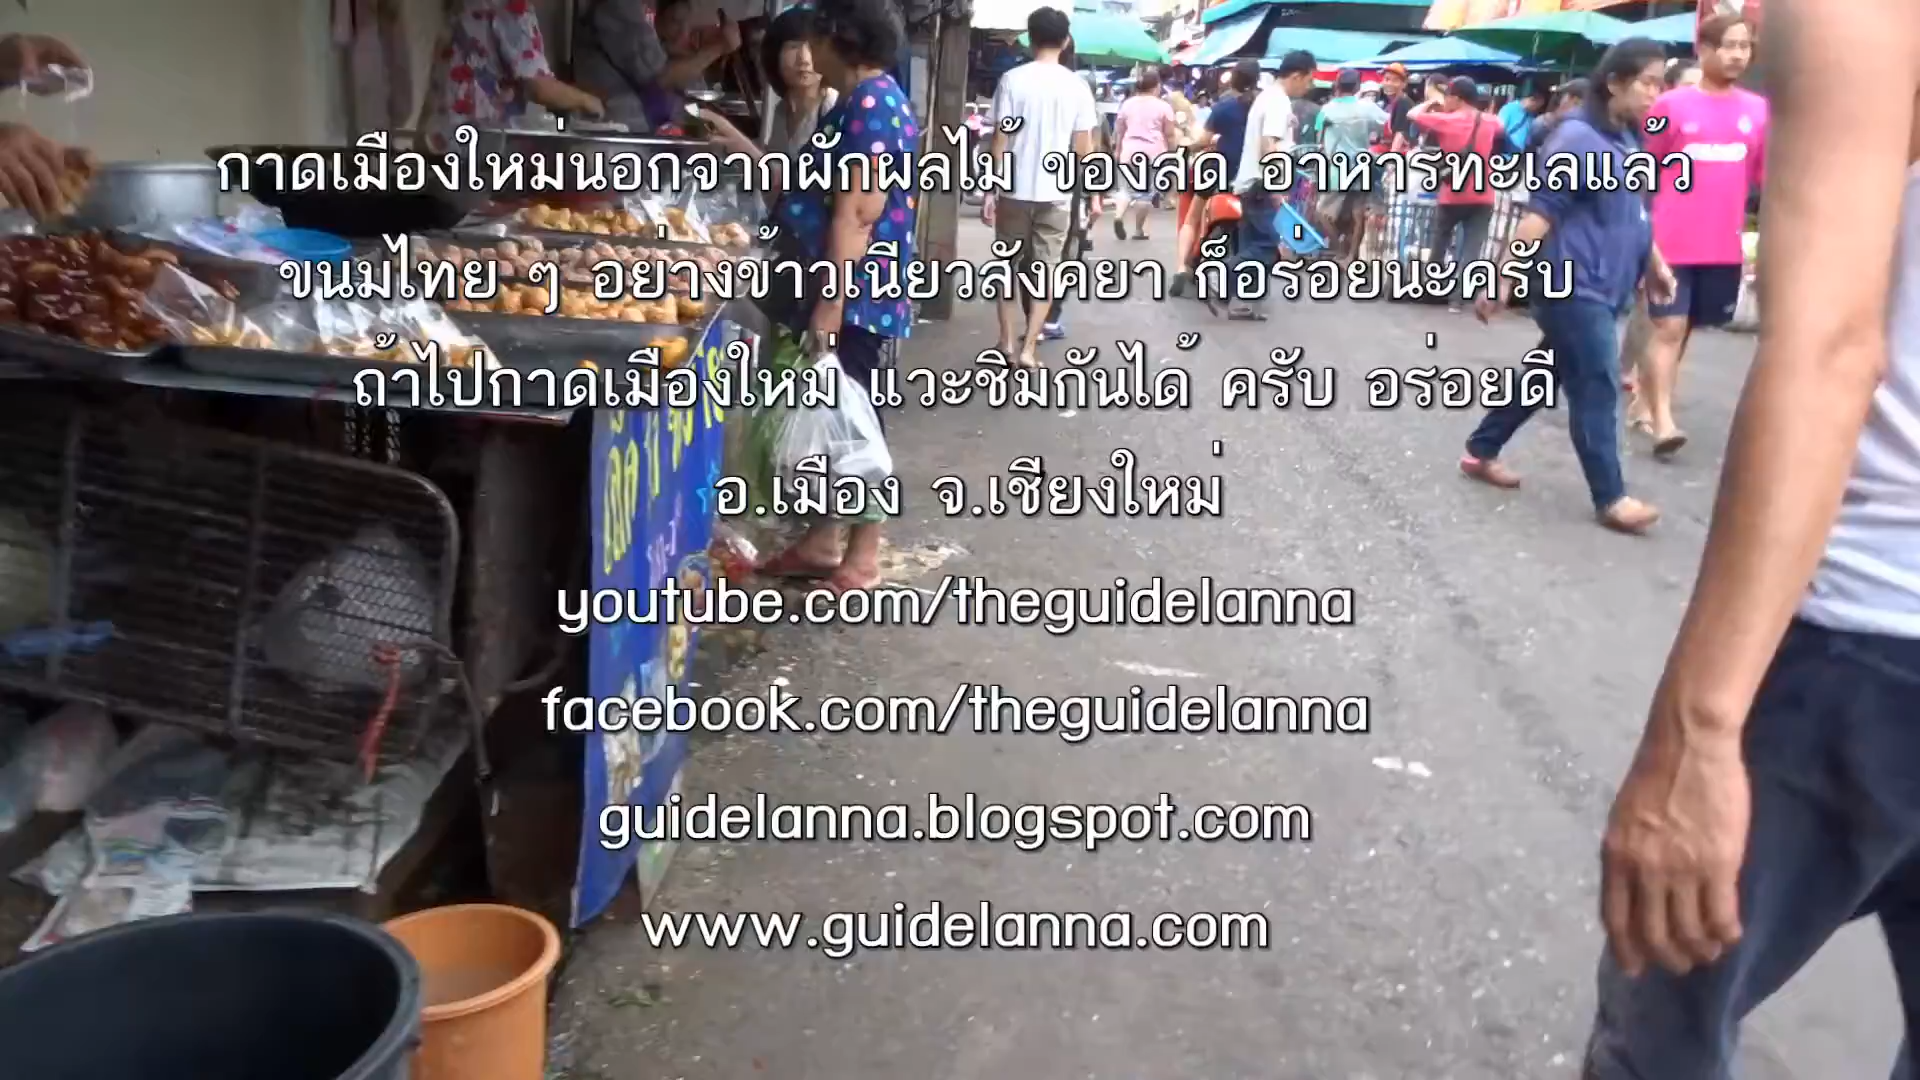 กาดเมืองใหม่นอกจากผักผลไม้ ของสด อาหารทะเลแล้ว
ขนมไทย ๆ อย่างข้าวเนียวสังคยา ก็อร่อยนะครับ
ถ้าไปกาดเมืองใหม่ แวะชิมกันได้ ครับ อร่อยดี
อ.เมือง จ.เชียงใหม่
youtube.com/theguidelanna
facebook.com/theguidelanna
guidelanna.blogspot.com
www.guidelanna.com